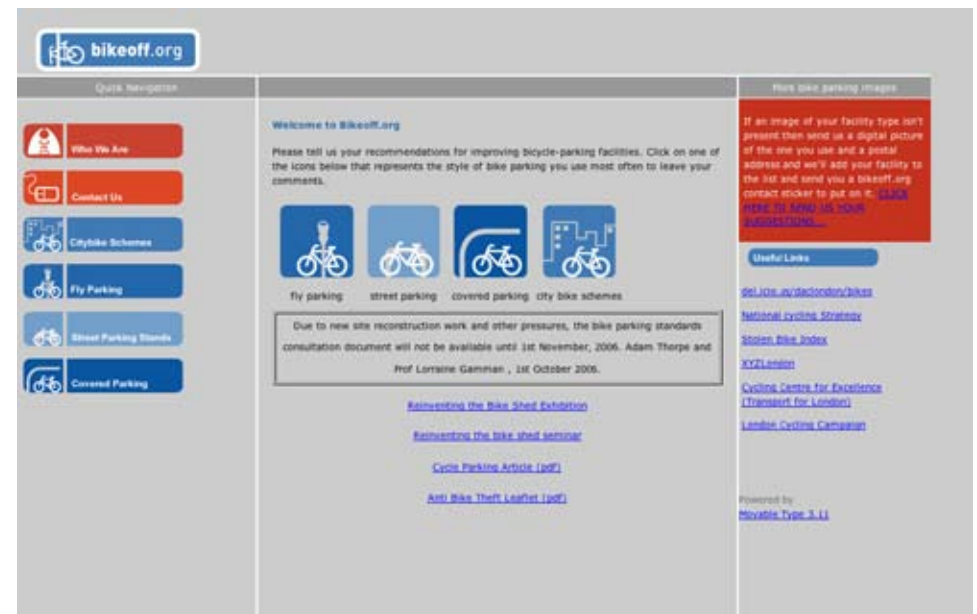 bikeoff.org
Quick Navigation
More bike parking images
Who We Are
Contact Us
Citybike Schemes
Fly Parking
Street Parking Stands
Covered Parking
Welcome to Bikeoff.org
Please tell us your recommendations for improving bicycle-parking facilities. Click on one of
the icons below that represents the style of bike parking you use most often to leave your
comments.
fly parking street parking covered parking city bike schemes
Due to new site reconstruction work and other pressures, the bike parking standards
consultation document will not be available until 1st November, 2006. Adam Thorpe and
Prof Lorraine Gamman , 1st October 2006.
Reinventing the Bike Shed Exhibition
Reinventing the bike shed seminar
Cycle Parking Article (pdf)
Anti Bike Theft Leaflet (pdf)
If an image of your facility type isn't
present then send us a digital picture
of the one you use and a postal
address and we'll add your facility to
the list and send you a bikeoff.org
contact sticker to put on it. CLICK
HERE TO SEND US YOUR
SUGGESTIONS...
Useful Links
del.icio.us/daclondon/bikes
National cycling Strategy
Stolen Bike Index
XYZLondon
Cycling Centre for Excellence
(Transport for London)
London Cycling Campaign
Powered by
Movable Type 3.11